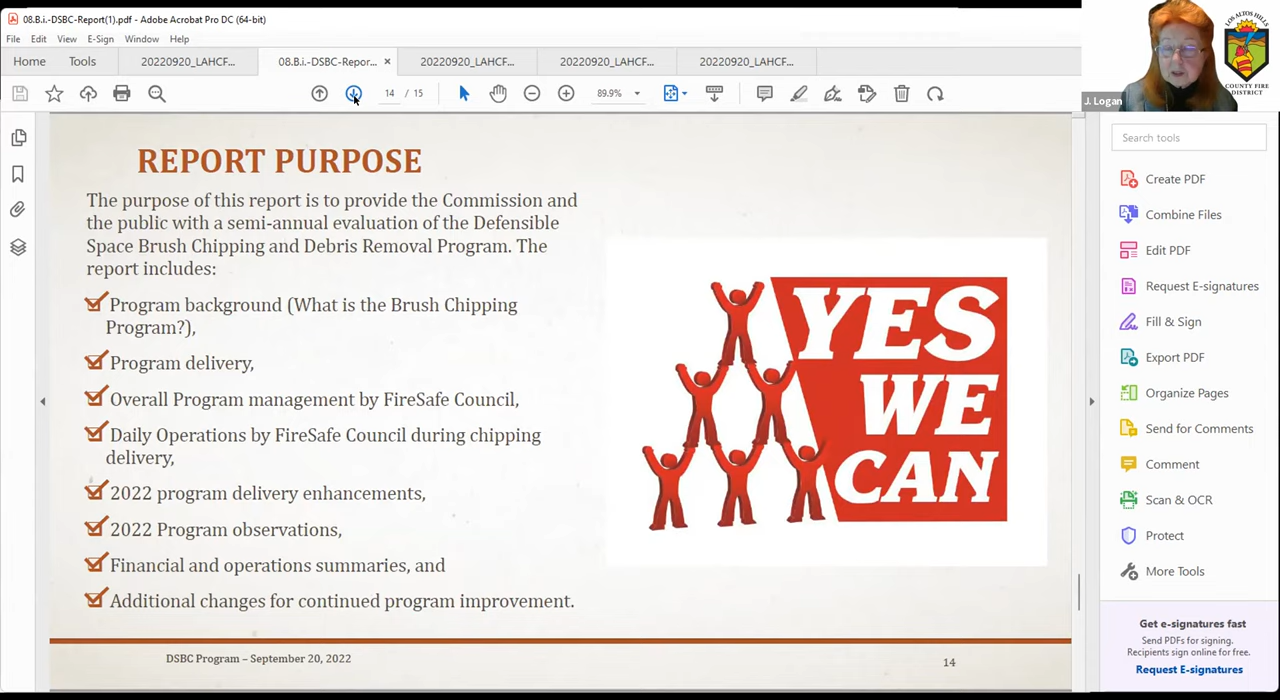 08.B.i.-DSBC-Report(1).pdf - Adobe Acrobat Pro DC (64-bit)
File Edit View E-Sign Window Help
Home Tools 20220920_LAHCF... 08.B.i.-DSBC-Repor... × 20220920_LAHCF... 20220920_LAHCF... 20220920_LAHCF...
14 / 15 89.9%
LOS ALTOS HILLS
COUNTY FIRE
DISTRICT
J. Logan
REPORT PURPOSE
The purpose of this report is to provide the Commission and
the public with a semi-annual evaluation of the Defensible
Space Brush Chipping and Debris Removal Program. The
report includes:
Program background (What is the Brush Chipping
Program?),
Program delivery,
Overall Program management by FireSafe Council,
Daily Operations by FireSafe Council during chipping
delivery,
2022 program delivery enhancements,
2022 Program observations,
Financial and operations summaries, and
Additional changes for continued program improvement.
YES
WE
CAN
DSBC Program – September 20, 2022
14
Search tools
Create PDF
Combine Files
Edit PDF
Request E-signatures
Fill & Sign
Export PDF
Organize Pages
Send for Comments
Comment
Scan & OCR
Protect
More Tools
Get e-signatures fast
Send PDFs for signing.
Recipients sign online for free.
Request E-signatures